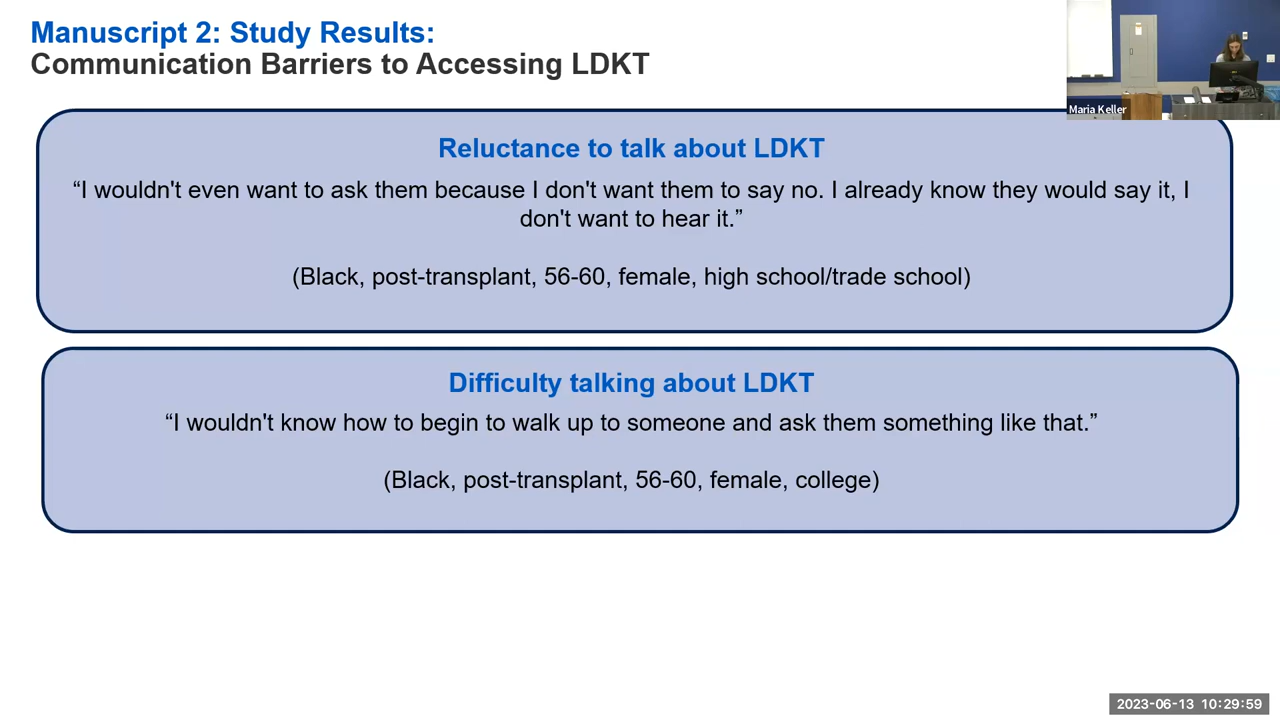 Manuscript 2: Study Results:
Communication Barriers to Accessing LDKT
Maria Keller
Reluctance to talk about LDKT
“I wouldn't even want to ask them because I don't want them to say no. I already know they would say it, I
don't want to hear it.”
(Black, post-transplant, 56-60, female, high school/trade school)
Difficulty talking about LDKT
“I wouldn't know how to begin to walk up to someone and ask them something like that.”
(Black, post-transplant, 56-60, female, college)
2023-06-13 10:29:59